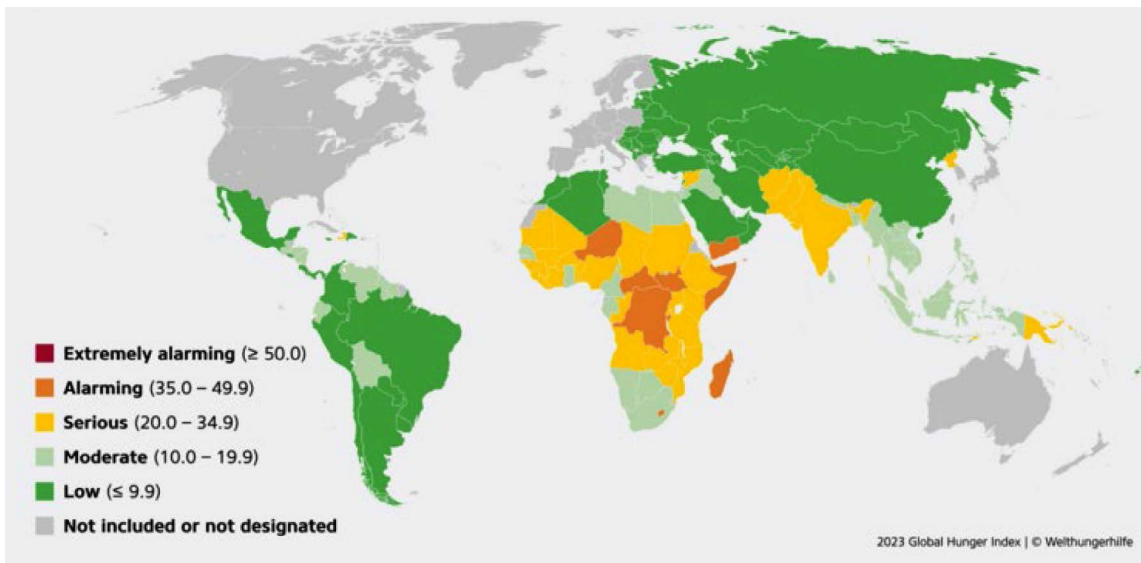 Extremely alarming (≥ 50.0)
Alarming (35.0 – 49.9)
Serious (20.0 – 34.9)
Moderate (10.0 – 19.9)
Low (≤ 9.9)
Not included or not designated
2023 Global Hunger Index | © Welthungerhilfe